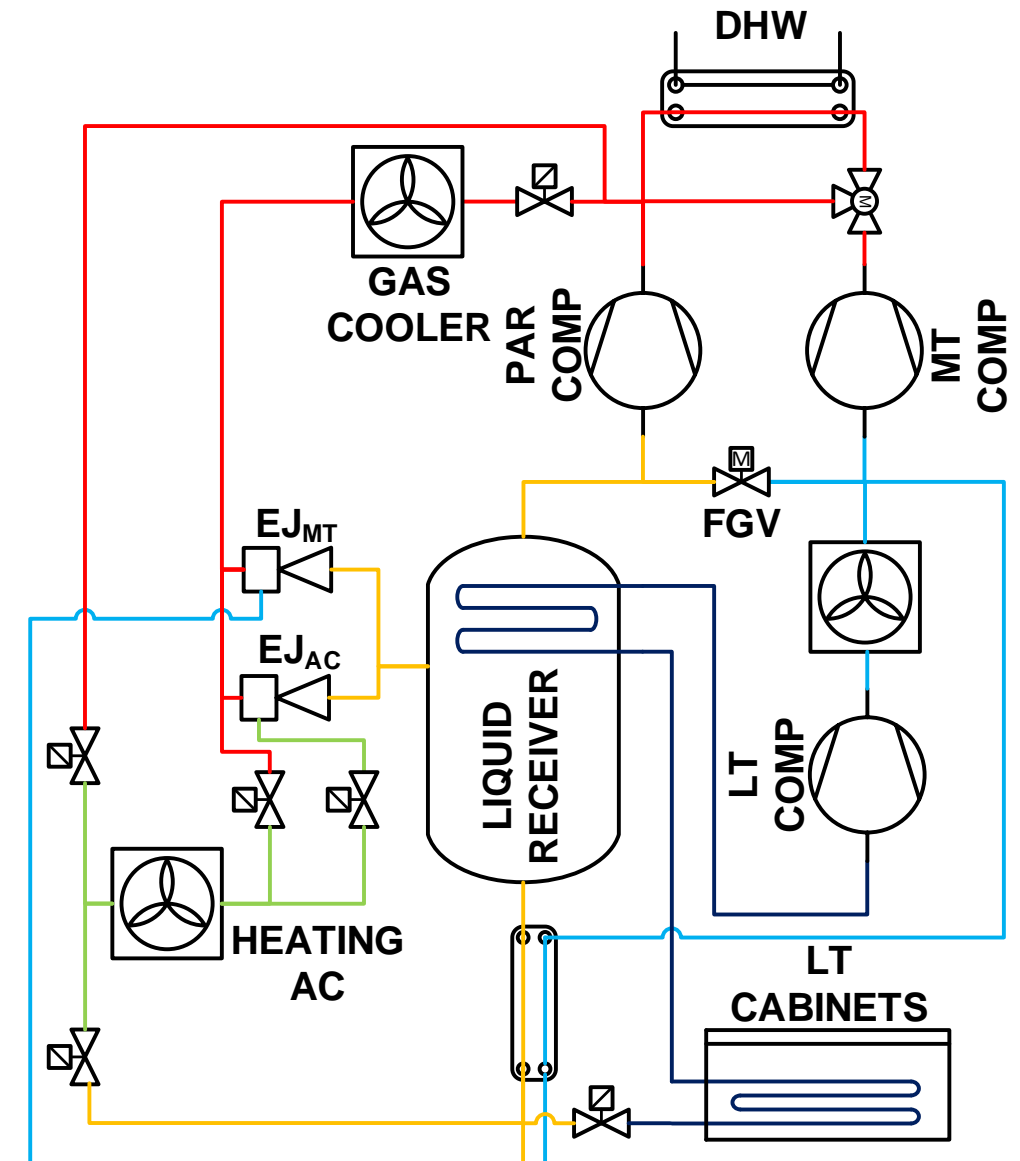 DHW
GAS
COOLER
PAR
COMP
MT
COMP
M
M
FGV
EJMT
EJAC
LIQUID
RECEIVER
LT
COMP
HEATING
AC
LT
CABINETS